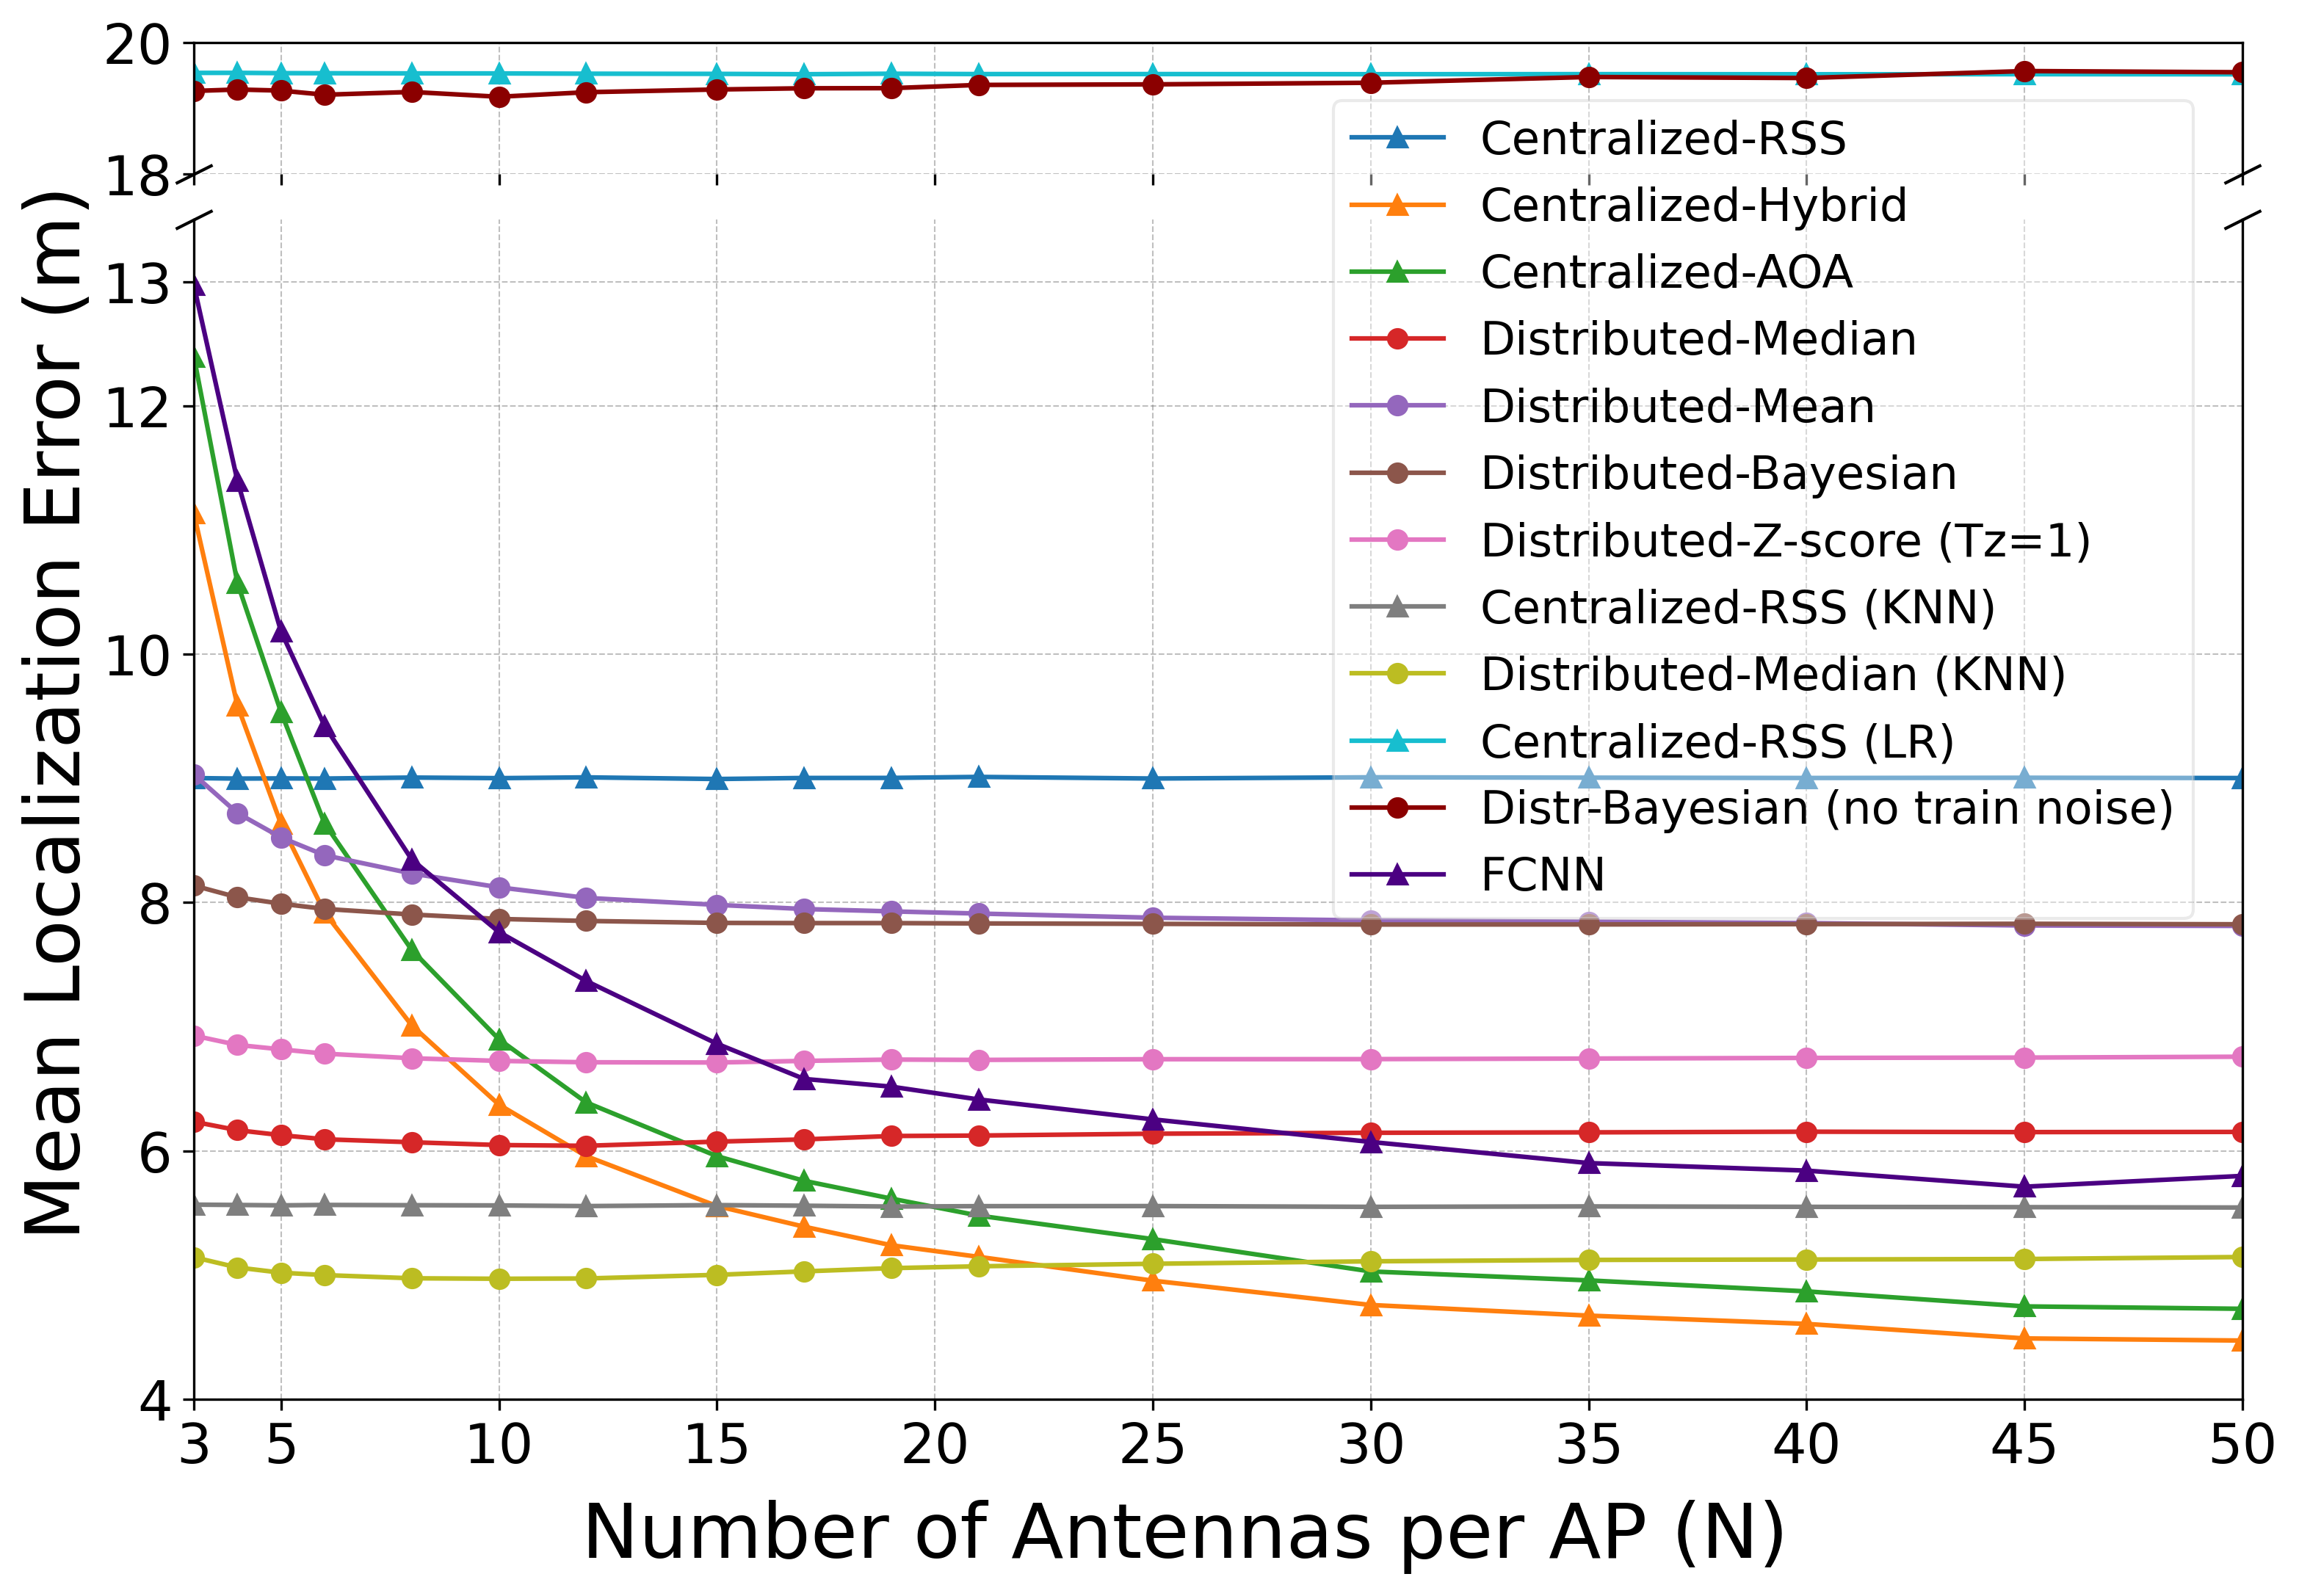 20
18
13
12
10
8
6
4
Mean Localization Error (m)
Centralized-RSS
Centralized-Hybrid
Centralized-AOA
Distributed-Median
Distributed-Mean
Distributed-Bayesian
Distributed-Z-score (Tz=1)
Centralized-RSS (KNN)
Distributed-Median (KNN)
Centralized-RSS (LR)
Distr-Bayesian (no train noise)
FCNN
3 5 10 15 20 25 30 35 40 45 50
Number of Antennas per AP (N)